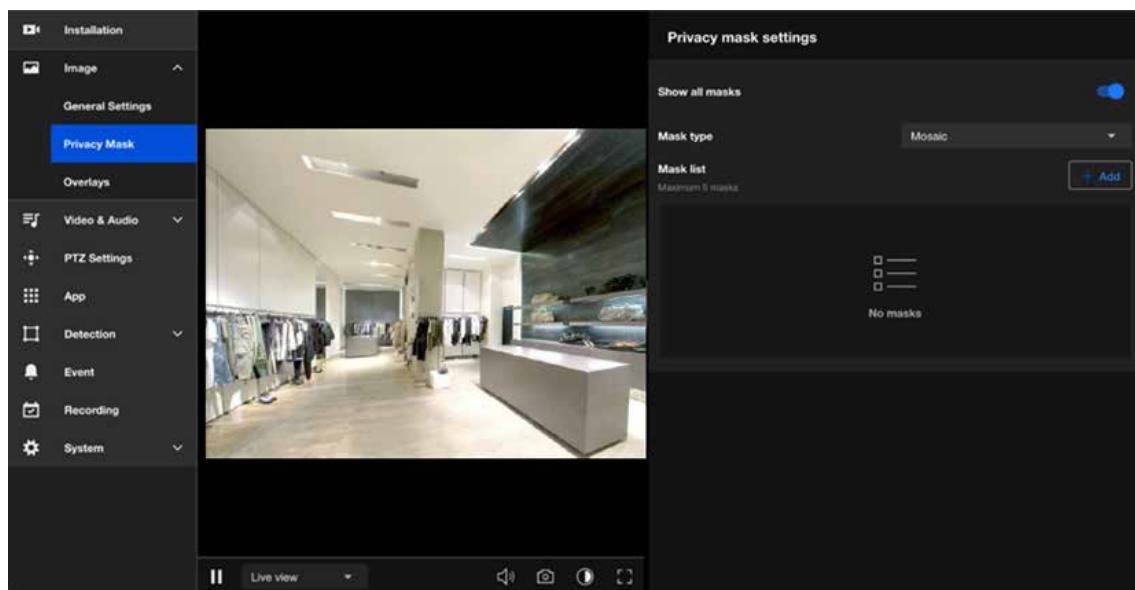 Installation
Image
General Settings
Privacy Mask
Overlays
Video & Audio
PTZ Settings
App
Detection
Event
Recording
System
Live view
Privacy mask settings
Show all masks
Mask type
Mosaic
Mask list
Maximum 6 masks
+ Add
No masks